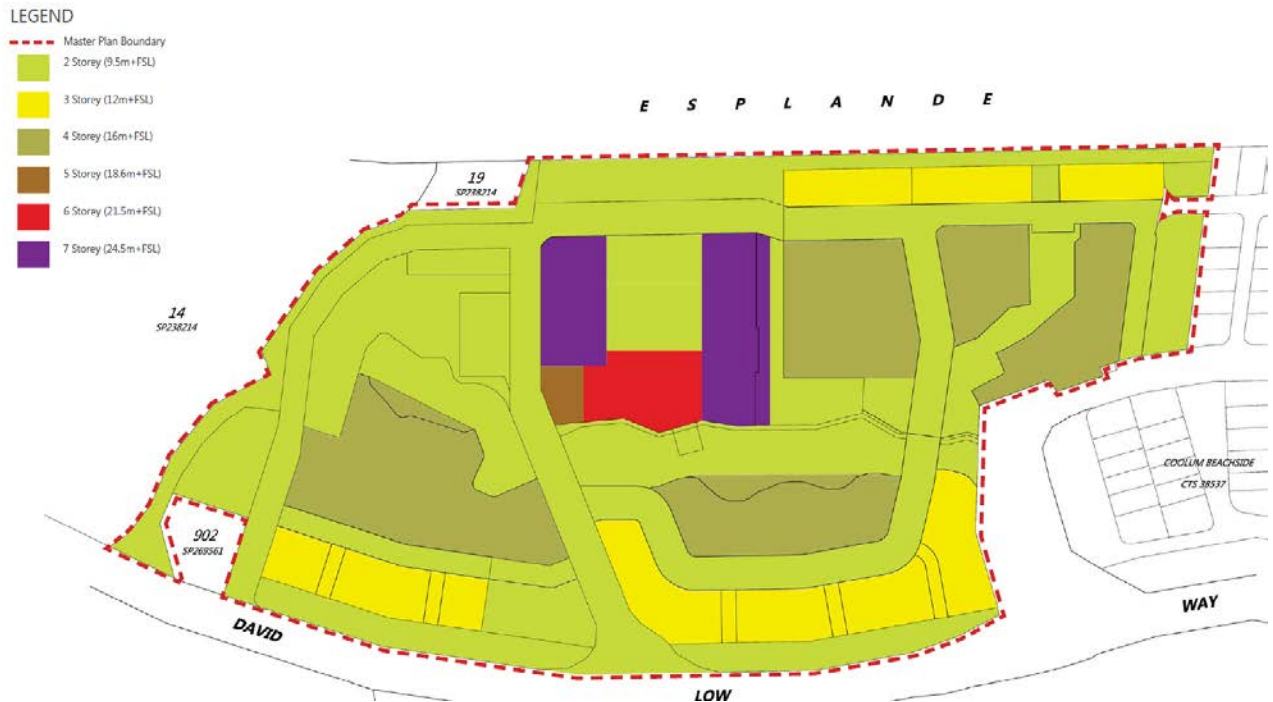 LEGEND
Master Plan Boundary
2 Storey (9.5m+FSL)
3 Storey (12m+FSL)
4 Storey (16m+FSL)
5 Storey (18.6m+FSL)
6 Storey (21.5m+FSL)
7 Storey (24.5m+FSL)
E S P L A N D E
19
SP238214
14
SP238214
902
SP269561
COOLUM BEACHSIDE
CTS 38537
DAVID
LOW
WAY